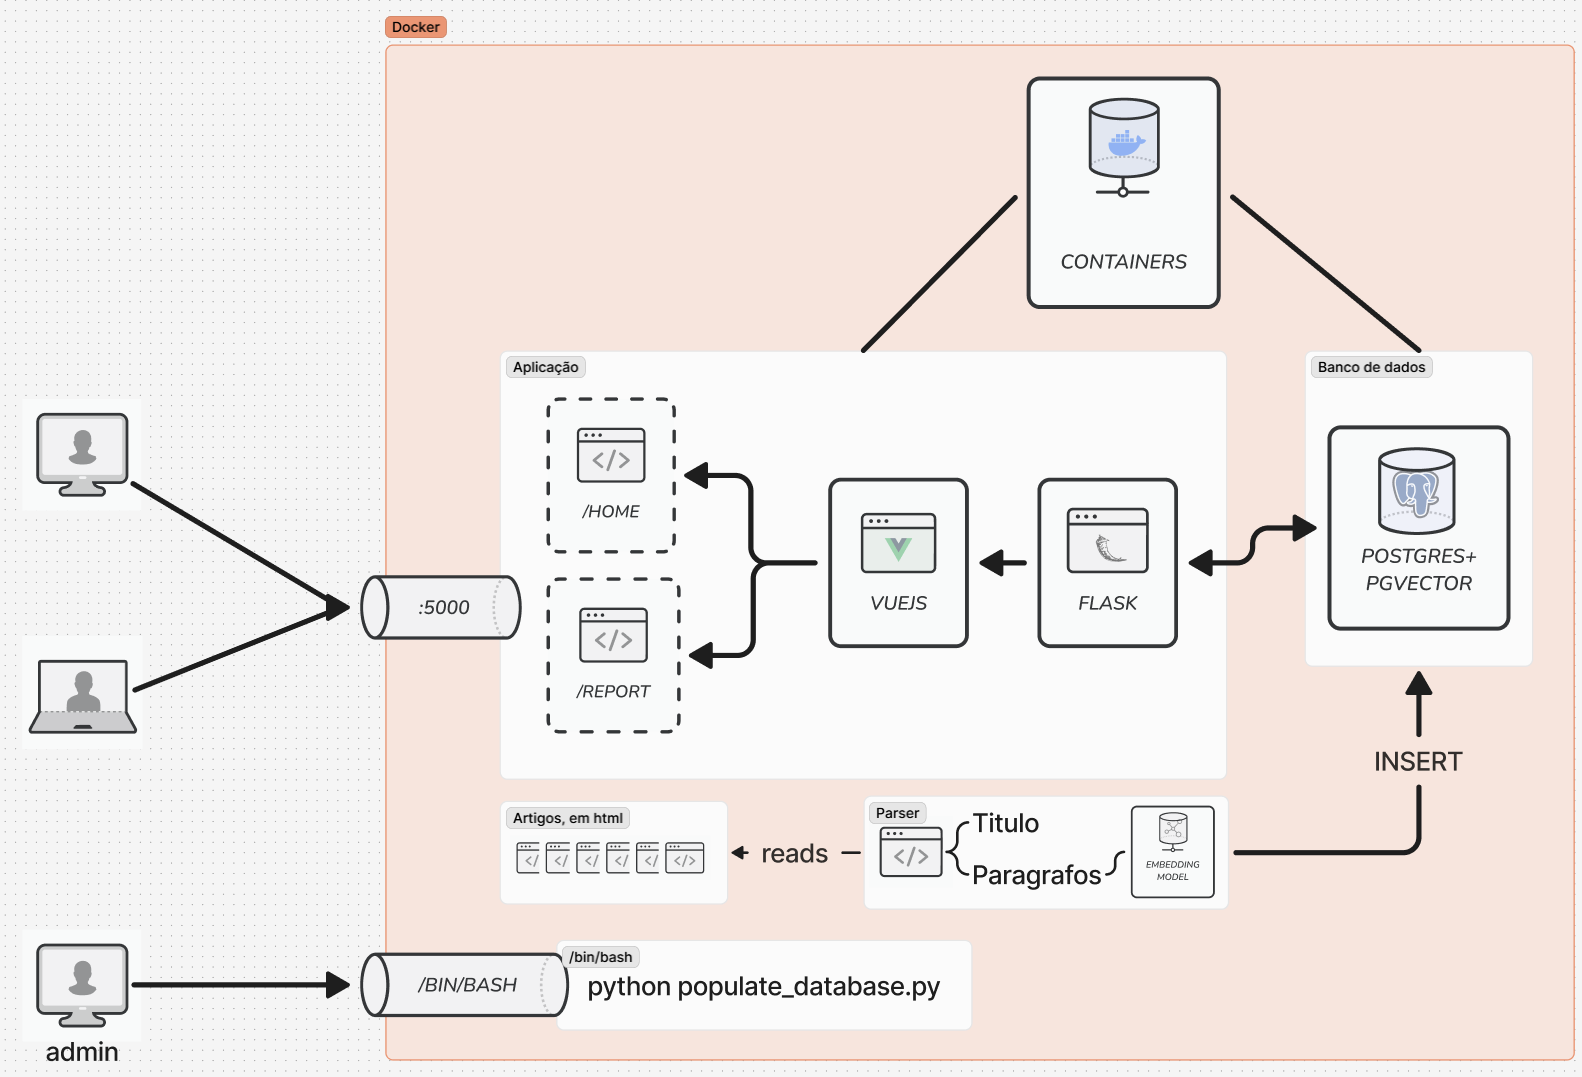 Docker
CONTAINERS
Aplicação
Banco de dados
/HOME
:5000
/REPORT
VUEJS
FLASK
POSTGRES+
PGVECTOR
INSERT
Artigos, em html
reads
Parser
Titulo
Paragrafos
EMBEDDING
MODEL
/BIN/BASH
/bin/bash
python populate_database.py
admin